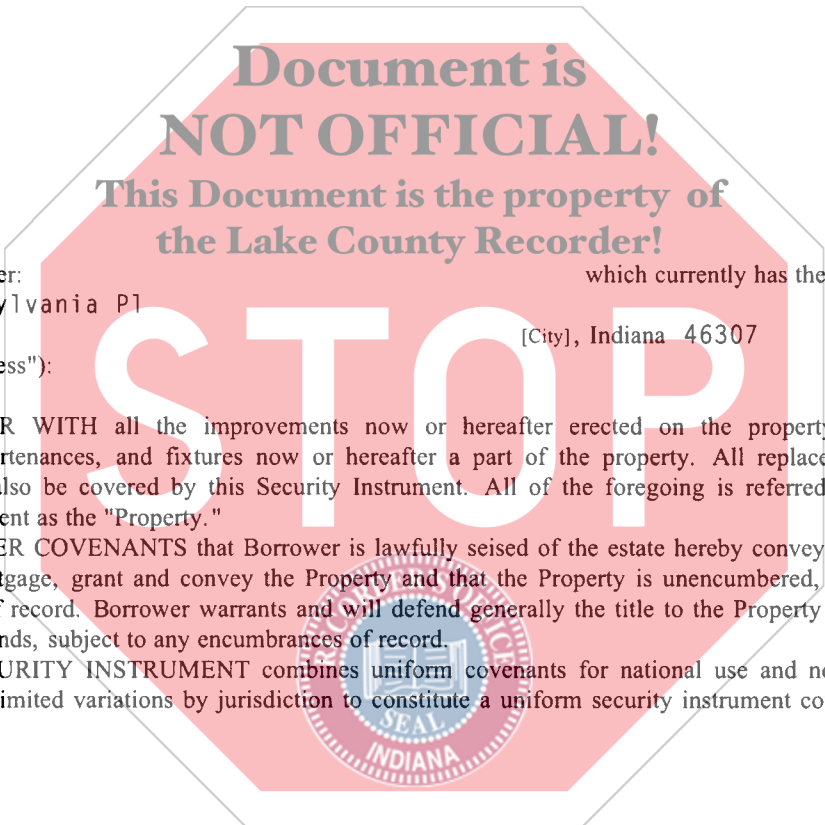 Document is
NOT OFFICIAL!
This Document is the property of
the Lake County Recorder!
er: which currently has the
ylvania Pl
[City], Indiana 46307
ess"):
STOP
R WITH all the improvements now or hereafter erected on the property
rtenances, and fixtures now or hereafter a part of the property. All replace
also be covered by this Security Instrument. All of the foregoing is referred
ent as the "Property."
ER COVENANTS that Borrower is lawfully seised of the estate hereby convey
tgage, grant and convey the Property and that the Property is unencumbered,
f record. Borrower warrants and will defend generally the title to the Property
nds, subject to any encumbrances of record.
URITY INSTRUMENT combines uniform covenants for national use and no
imited variations by jurisdiction to constitute a uniform security instrument co
RECORDER'S OFFICE
SEAL
INDIANA